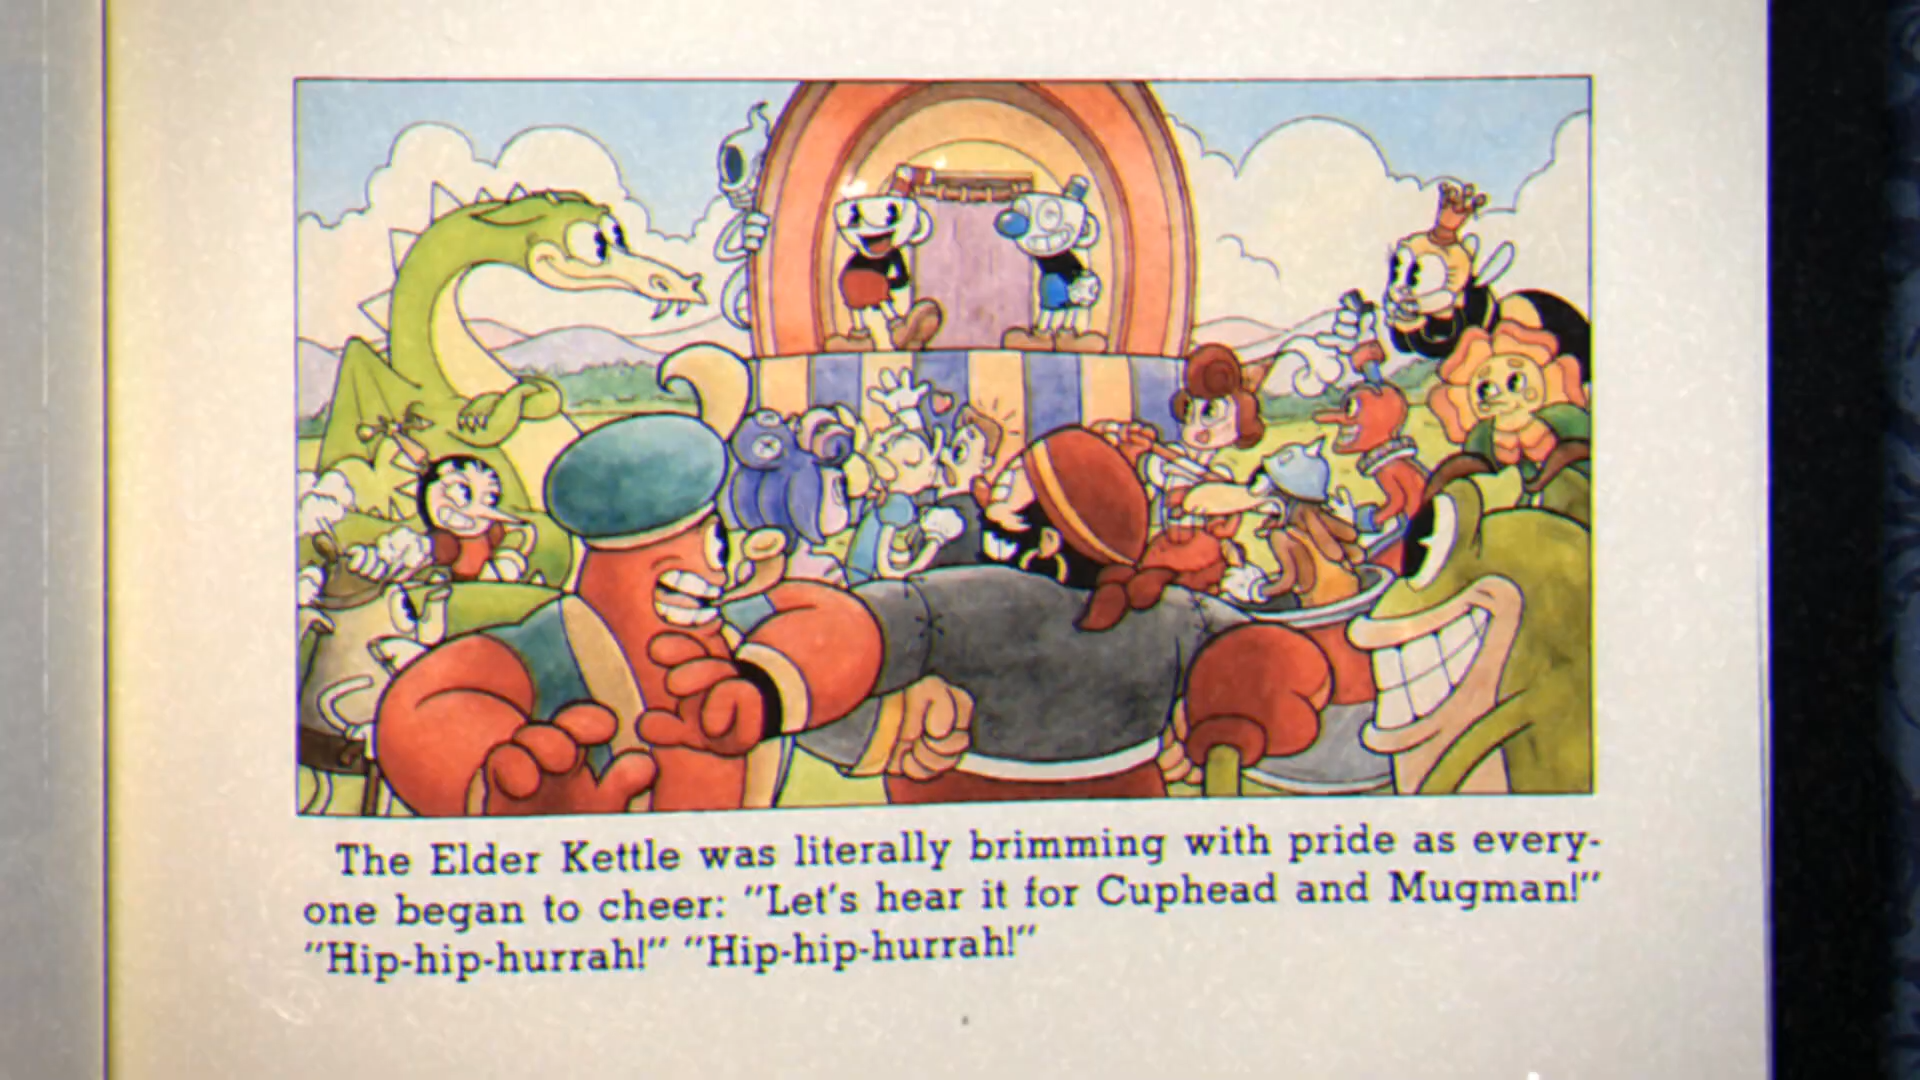 The Elder Kettle was literally brimming with pride as every-
one began to cheer: "Let's hear it for Cuphead and Mugman!"
"Hip-hip-hurrah!" "Hip-hip-hurrah!"